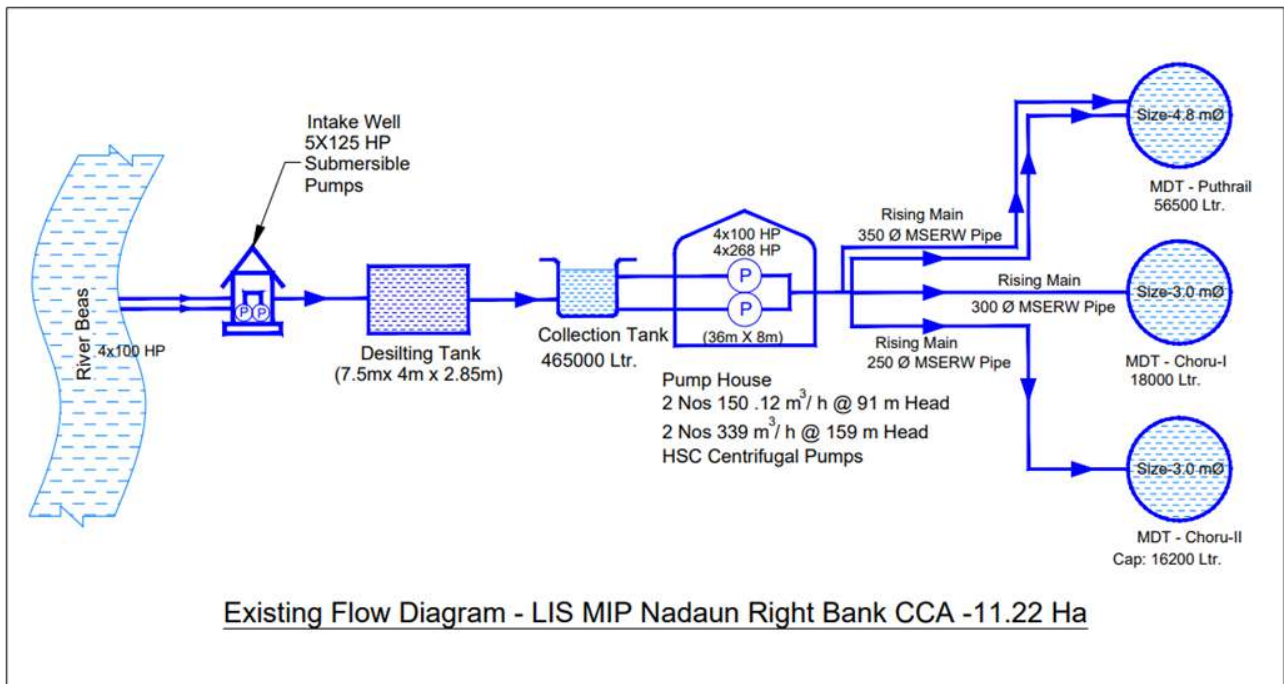 River Beas
4x100 HP
Intake Well
5X125 HP
Submersible
Pumps
P P
Desilting Tank
(7.5mx 4m x 2.85m)
Collection Tank
465000 Ltr.
4x100 HP
4x268 HP
P
P
(36m X 8m)
Pump House
2 Nos 150 .12 m³/ h @ 91 m Head
2 Nos 339 m³/ h @ 159 m Head
HSC Centrifugal Pumps
Rising Main
350 Ø MSERW Pipe
Rising Main
300 Ø MSERW Pipe
Rising Main
250 Ø MSERW Pipe
Size-4.8 mØ
MDT - Puthrail
56500 Ltr.
Size-3.0 mØ
MDT - Choru-I
18000 Ltr.
Size-3.0 mØ
MDT - Choru-II
Cap: 16200 Ltr.
Existing Flow Diagram - LIS MIP Nadaun Right Bank CCA -11.22 Ha